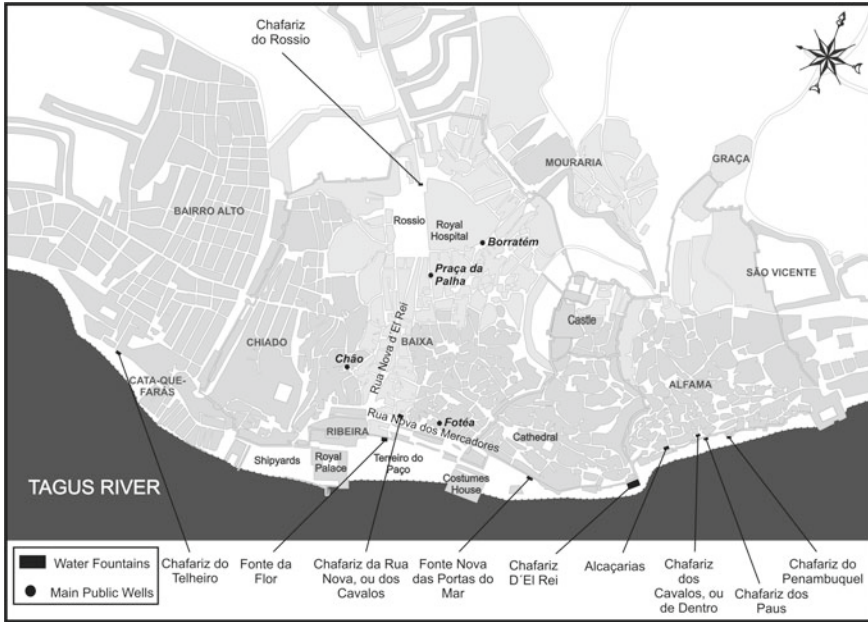 Chafariz
do Rossio
MOURARIA
GRAÇA
BAIRRO ALTO
Rossio
Royal
Hospital
Borratém
Praça da
Palha
SÃO VICENTE
Castle
Rua Nova d´El Rei
BAIXA
CHIADO
Chão
ALFAMA
CATA-QUE-
FARÁS
Rua Nova dos Mercadores
Fotéa
RIBEIRA
Cathedral
Shipyards
Royal
Palace
Terreiro do
Paço
Costumes
House
TAGUS RIVER
Water Fountains
Main Public Wells
Chafariz do
Telheiro
Fonte da
Flor
Chafariz da Rua
Nova, ou dos
Cavalos
Fonte Nova
das Portas do
Mar
Chafariz
D´El Rei
Alcaçarias
Chafariz
dos
Cavalos, ou
de Dentro
Chafariz dos
Paus
Chafariz do
Penambuquel